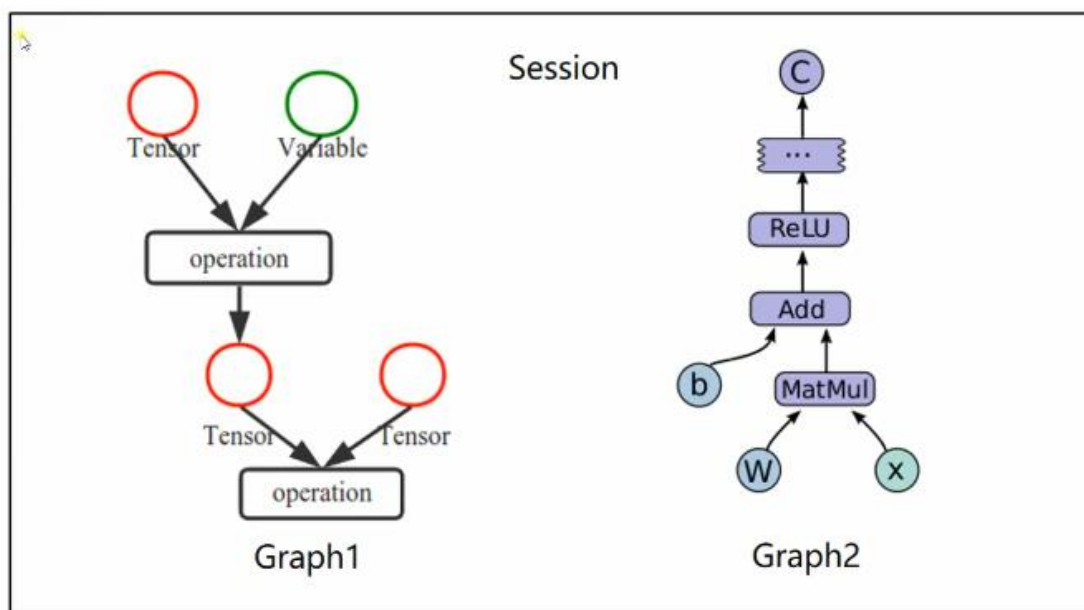 Session
Tensor
Variable
operation
Tensor
Tensor
operation
Graph1
C
...
ReLU
Add
b
MatMul
W
x
Graph2